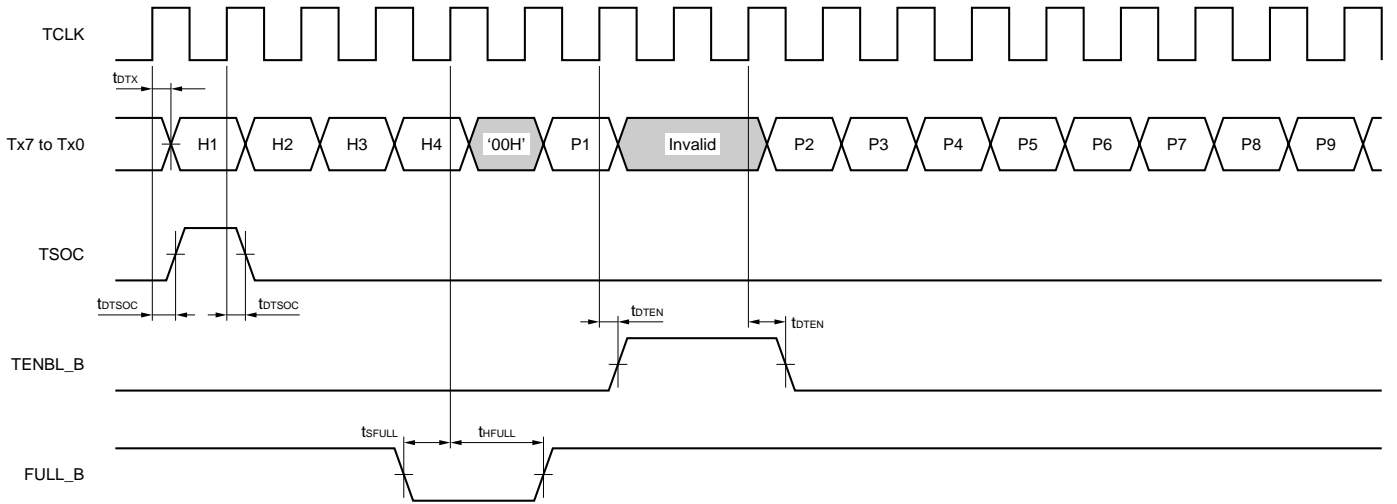 TCLK
tDTX
Tx7 to Tx0
H1
H2
H3
H4
‘00H’
P1
Invalid
P2
P3
P4
P5
P6
P7
P8
P9
TSOC
tDTSOC
tDTSOC
tDTEN
tDTEN
TENBL_B
tSFULL
tHFULL
FULL_B